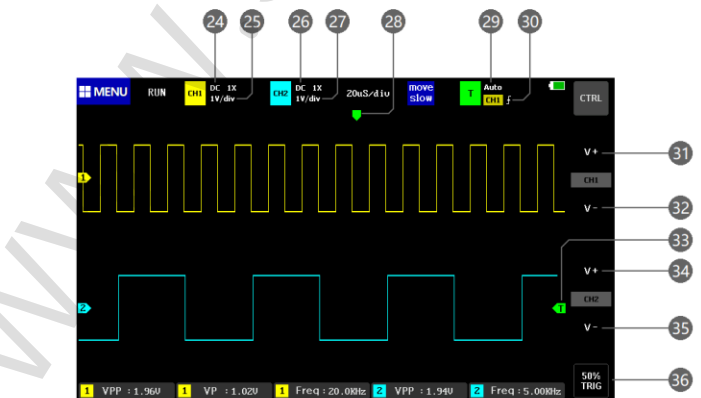 24 25 26 27 28 29 30
MENU RUN CH1 DC 1X 1V/div CH2 DC 1X 1V/div 20uS/div move slow T Auto CH1 CTRL
V+ 31
1 CH1
V- 32
33
V+ 34
2 T CH2
V- 35
50% TRIG 36
1 VPP :1.96V 1 VP :1.02V 1 Freq:20.0KHz 2 VPP :1.94V 2 Freq:5.00KHz